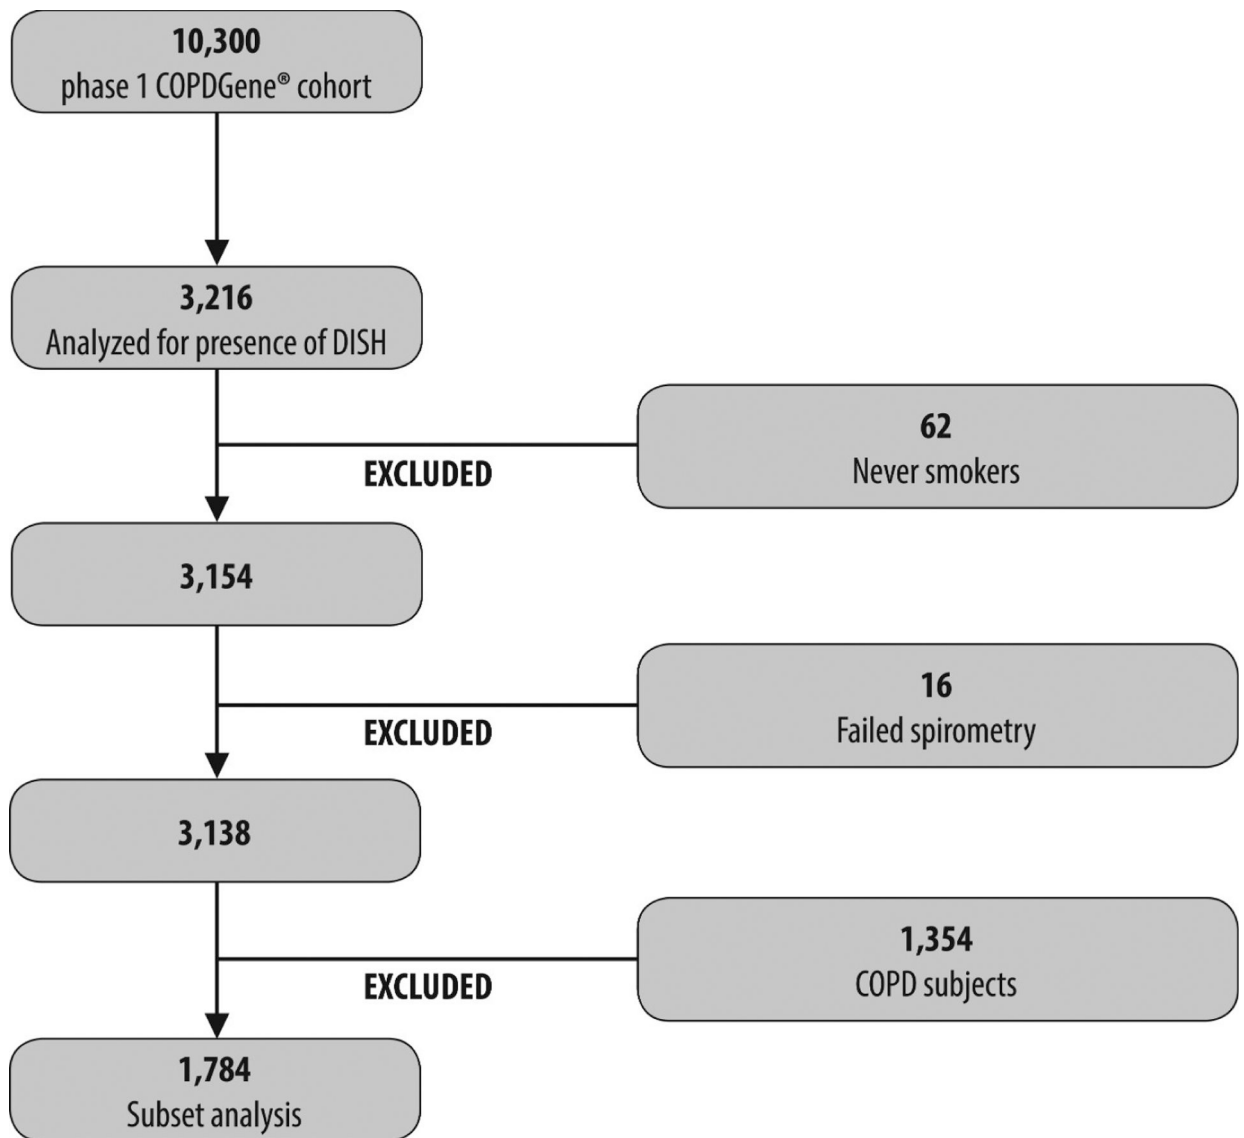 10,300
phase 1 COPDGene® cohort
3,216
Analyzed for presence of DISH
62
Never smokers
EXCLUDED
3,154
16
Failed spirometry
EXCLUDED
3,138
1,354
COPD subjects
EXCLUDED
1,784
Subset analysis